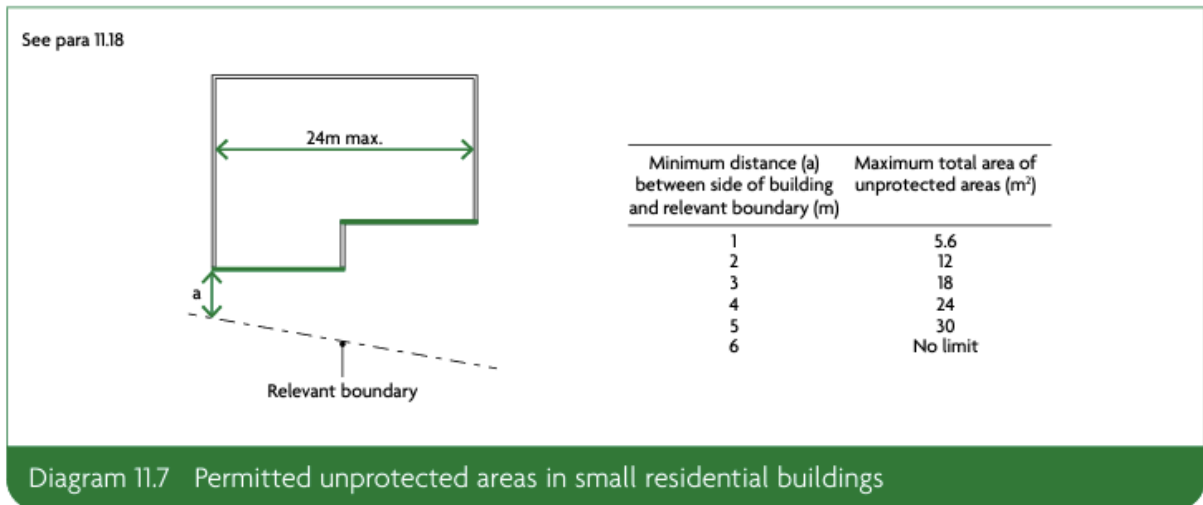 See para 11.18
24m max.
a
Relevant boundary
Minimum distance (a)
between side of building
and relevant boundary (m)
Maximum total area of
unprotected areas (m²)
1 5.6
2 12
3 18
4 24
5 30
6 No limit
Diagram 11.7 Permitted unprotected areas in small residential buildings